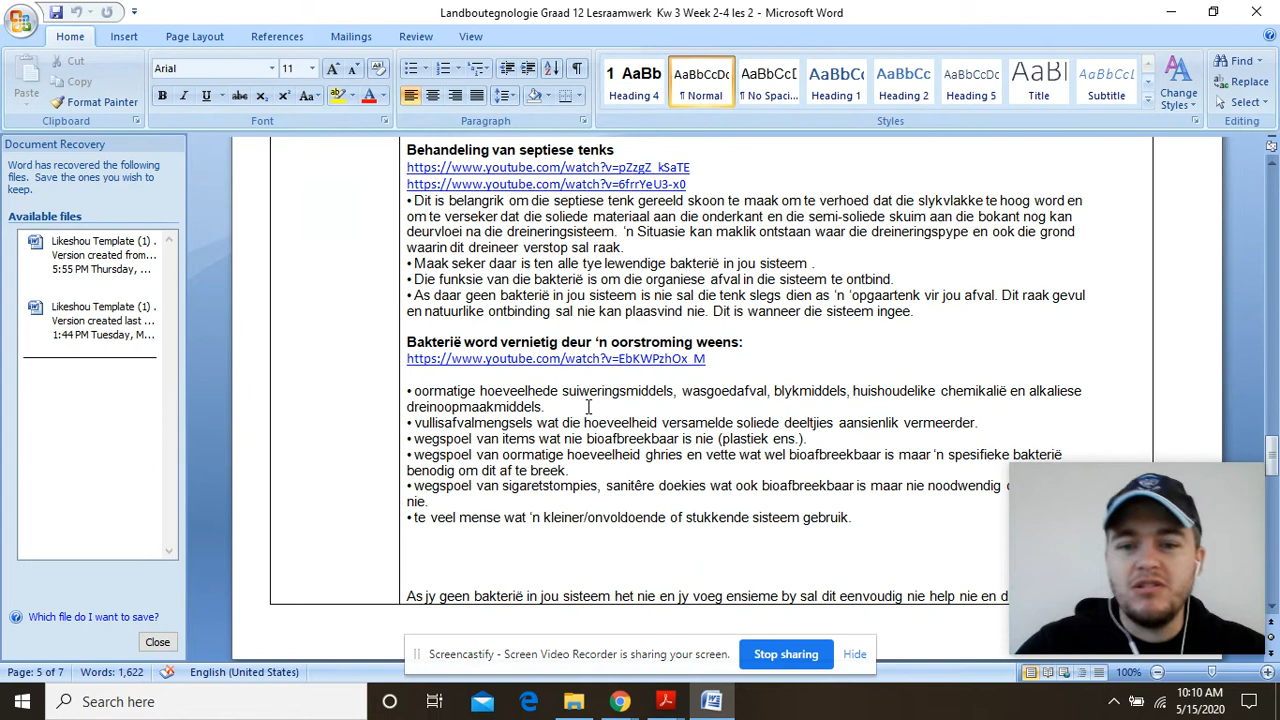 Landboutegnologie Graad 12 Lesraamwerk Kw 3 Week 2-4 les 2 - Microsoft Word
Home Insert Page Layout References Mailings Review View
Paste
Cut
Copy
Format Painter
Clipboard
Arial 11
Font
Paragraph
1 AaBb AaBbCcDc AaBbCcDc AaBbC AaBbCc AaBbCcDc AaB AaBbCcL
Heading 4 ¶ Normal ¶ No Spaci... Heading 1 Heading 2 Heading 5 Title Subtitle
Change Styles
Styles
Find
Replace
Select
Editing
Document Recovery
Word has recovered the following
files. Save the ones you wish to
keep.
Available files
Likeshou Template (1) .
Version created from...
5:55 PM Thursday, ...
Likeshou Template (1) .
Version created last ...
1:44 PM Tuesday, M...
Which file do I want to save?
Close
Behandeling van septiese tenks
https://www.youtube.com/watch?v=pZzgZ_kSaTE
https://www.youtube.com/watch?v=6frrYeU3-x0
• Dit is belangrik om die septiese tenk gereeld skoon te maak om te verhoed dat die slykvlakke te hoog word en
om te verseker dat die soliede materiaal aan die onderkant en die semi-soliede skuim aan die bokant nog kan
deurvloei na die dreineringsisteem. ‘n Situasie kan maklik ontstaan waar die dreineringspype en ook die grond
waarin dit dreineer verstop sal raak.
• Maak seker daar is ten alle tye lewendige bakterië in jou sisteem .
• Die funksie van die bakterië is om die organiese afval in die sisteem te ontbind.
• As daar geen bakterië in jou sisteem is nie sal die tenk slegs dien as ‘n ‘opgaartenk vir jou afval. Dit raak gevul
en natuurlike ontbinding sal nie kan plaasvind nie. Dit is wanneer die sisteem ingee.
Bakterië word vernietig deur ‘n oorstroming weens:
https://www.youtube.com/watch?v=EbKWPzhOx_M
• oormatige hoeveelhede suiweringsmiddels, wasgoedafval, blykmiddels, huishoudelike chemikalië en alkaliese
dreinoopmaakmiddels.
• vullisafvalmengsels wat die hoeveelheid versamelde soliede deeltjies aansienlik vermeerder.
• wegspoel van items wat nie bioafbreekbaar is nie (plastiek ens.).
• wegspoel van oormatige hoeveelheid ghries en vette wat wel bioafbreekbaar is maar ‘n spesifieke bakterië
benodig om dit af te breek.
• wegspoel van sigaretstompies, sanitêre doekies wat ook bioafbreekbaar is maar nie noodwendig
nie.
• te veel mense wat ‘n kleiner/onvoldoende of stukkende sisteem gebruik.
As jy geen bakterië in jou sisteem het nie en jy voeg ensieme by sal dit eenvoudig nie help nie en d
Screencastify - Screen Video Recorder is sharing your screen. Stop sharing Hide
Page: 5 of 7 Words: 1,622 English (United States) 100%
Type here to search
10:10 AM
5/15/2020